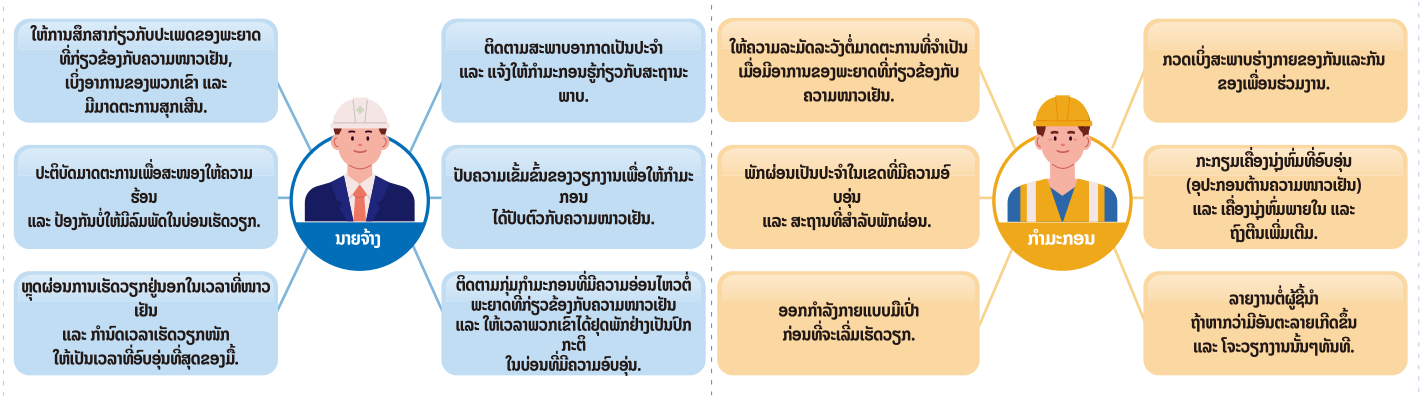 ໃຫ້ການສຶກສາກ່ຽວກັບປະເພດຂອງພະຍາດ
ທີ່ກ່ຽວຂ້ອງກັບຄວາມໜາວເຢັນ,
ເບິ່ງອາການຂອງພວກເຂົາ ແລະ
ມີມາດຕະການສຸກເສີນ.
ຕິດຕາມສະພາບອາກາດເປັນປະຈຳ
ແລະ ແຈ້ງໃຫ້ກຳມະກອນຮູ້ກ່ຽວກັບສະຖານະ
ພາບ.
ປະຕິບັດມາດຕະການເພື່ອສະໜອງໃຫ້ຄວາມ
ຮ້ອນ
ແລະ ປ້ອງກັນບໍ່ໃຫ້ມີລົມພັດໃນບ່ອນເຮັດວຽກ.
ປັບຄວາມເຂັ້ມຂົ້ນຂອງວຽກງານເພື່ອໃຫ້ກຳມະ
ກອນ
ໄດ້ປັບຕົວກັບຄວາມໜາວເຢັນ.
ນາຍຈ້າງ
ຫຼຸດຜ່ອນການເຮັດວຽກຢູ່ນອກໃນເວລາທີ່ໜາວ
ເຢັນ
ແລະ ກຳນົດເວລາເຮັດວຽກໜັກ
ໃຫ້ເປັນເວລາທີ່ອົບອຸ່ນທີ່ສຸດຂອງມື້.
ຕິດຕາມກຸ່ມກຳມະກອນທີ່ມີຄວາມອ່ອນໄຫວຕໍ່
ພະຍາດທີ່ກ່ຽວຂ້ອງກັບຄວາມໜາວເຢັນ
ແລະ ໃຫ້ເວລາພວກເຂົາໄດ້ຢຸດພັກຢ່າງເປັນປົກ
ກະຕິ
ໃນບ່ອນທີ່ມີຄວາມອົບອຸ່ນ.
ໃຫ້ຄວາມລະມັດລະວັງຕໍ່ມາດຕະການທີ່ຈຳເປັນ
ເມື່ອມີອາການຂອງພະຍາດທີ່ກ່ຽວຂ້ອງກັບ
ຄວາມໜາວເຢັນ.
ກວດເບິ່ງສະພາບຮ່າງກາຍຂອງກັນແລະກັນ
ຂອງເພື່ອນຮ່ວມງານ.
ພັກຜ່ອນເປັນປະຈຳໃນເຂດທີ່ມີຄວາມອົ
ບອຸ່ນ
ແລະ ສະຖານທີ່ສຳລັບພັກຜ່ອນ.
ກະກຽມເຄື່ອງນຸ່ງຫົ່ມທີ່ອົບອຸ່ນ
(ອຸປະກອນຕ້ານຄວາມໜາວເຢັນ)
ແລະ ເຄື່ອງນຸ່ງຫົ່ມພາຍໃນ ແລະ
ຖົງຕີນເພີ່ມເຕີມ.
ກຳມະກອນ
ອອກກຳລັງກາຍແບບມືເປົ່າ
ກ່ອນທີ່ຈະເລີ່ມເຮັດວຽກ.
ລາຍງານຕໍ່ຜູ້ຊີ້ນຳ
ຖ້າຫາກວ່າມີອັນຕະລາຍເກີດຂຶ້ນ
ແລະ ໂຈະວຽກງານນັ້ນໆທັນທີ.